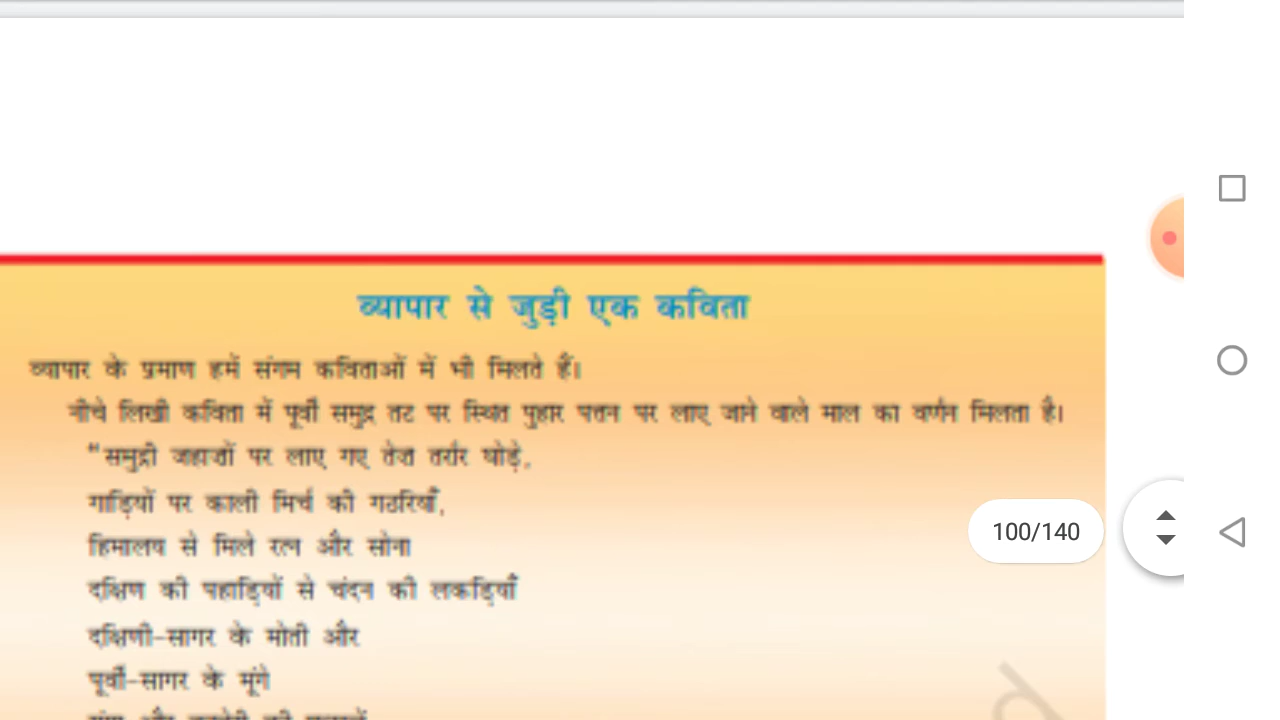 व्यापार से जुड़ी एक कविता
व्यापार के प्रमाण हमें संगम कविताओं में भी मिलते हैं।
नीचे लिखी कविता में पूर्वी समुद्र तट पर स्थित पुहार पत्तन पर लाए जाने वाले माल का वर्णन मिलता है।
“समुद्री जहाजों पर लाए गए तेज तर्रार घोड़े,
गाड़ियों पर काली मिर्च की गठरियाँ,
हिमालय से मिले रत्न और सोना
दक्षिण की पहाड़ियों से चंदन की लकड़ियाँ
दक्षिणी-सागर के मोती और
पूर्वी-सागर के मूंगे
100/140